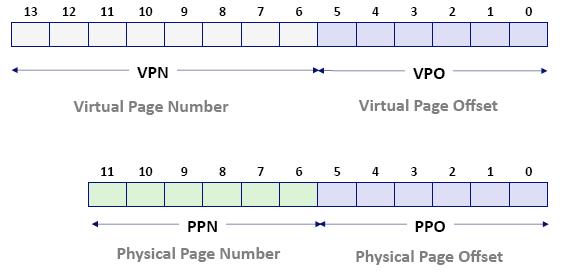 13 12 11 10 9 8 7 6 5 4 3 2 1 0
VPN VPO
Virtual Page Number Virtual Page Offset
11 10 9 8 7 6 5 4 3 2 1 0
PPN PPO
Physical Page Number Physical Page Offset